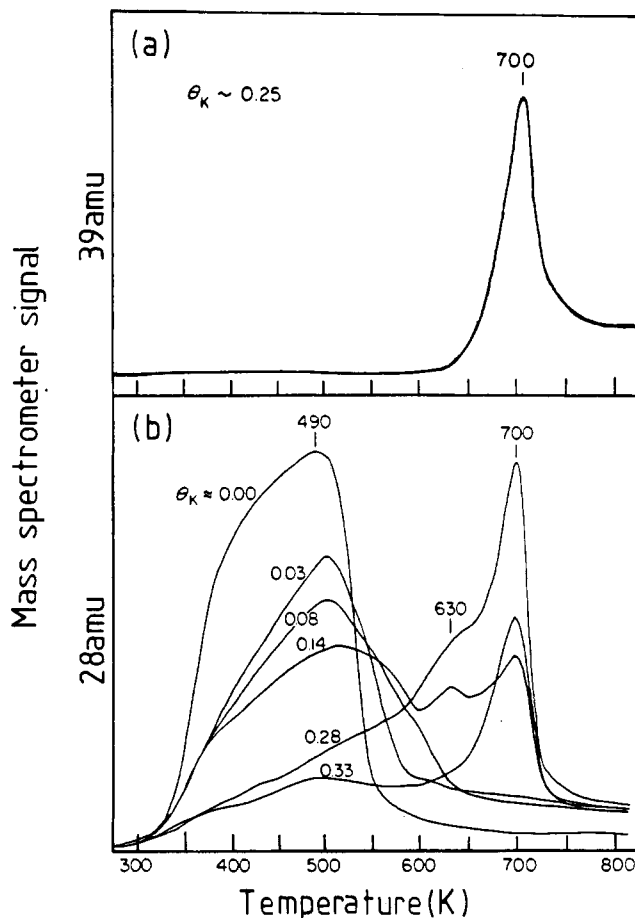 Mass spectrometer signal
(a)
θK ~ 0.25
700
39amu
(b)
490
700
θK ≈ 0.00
0.03
0.08
0.14
630
0.28
0.33
28amu
300 400 500 600 700 800
Temperature(K)